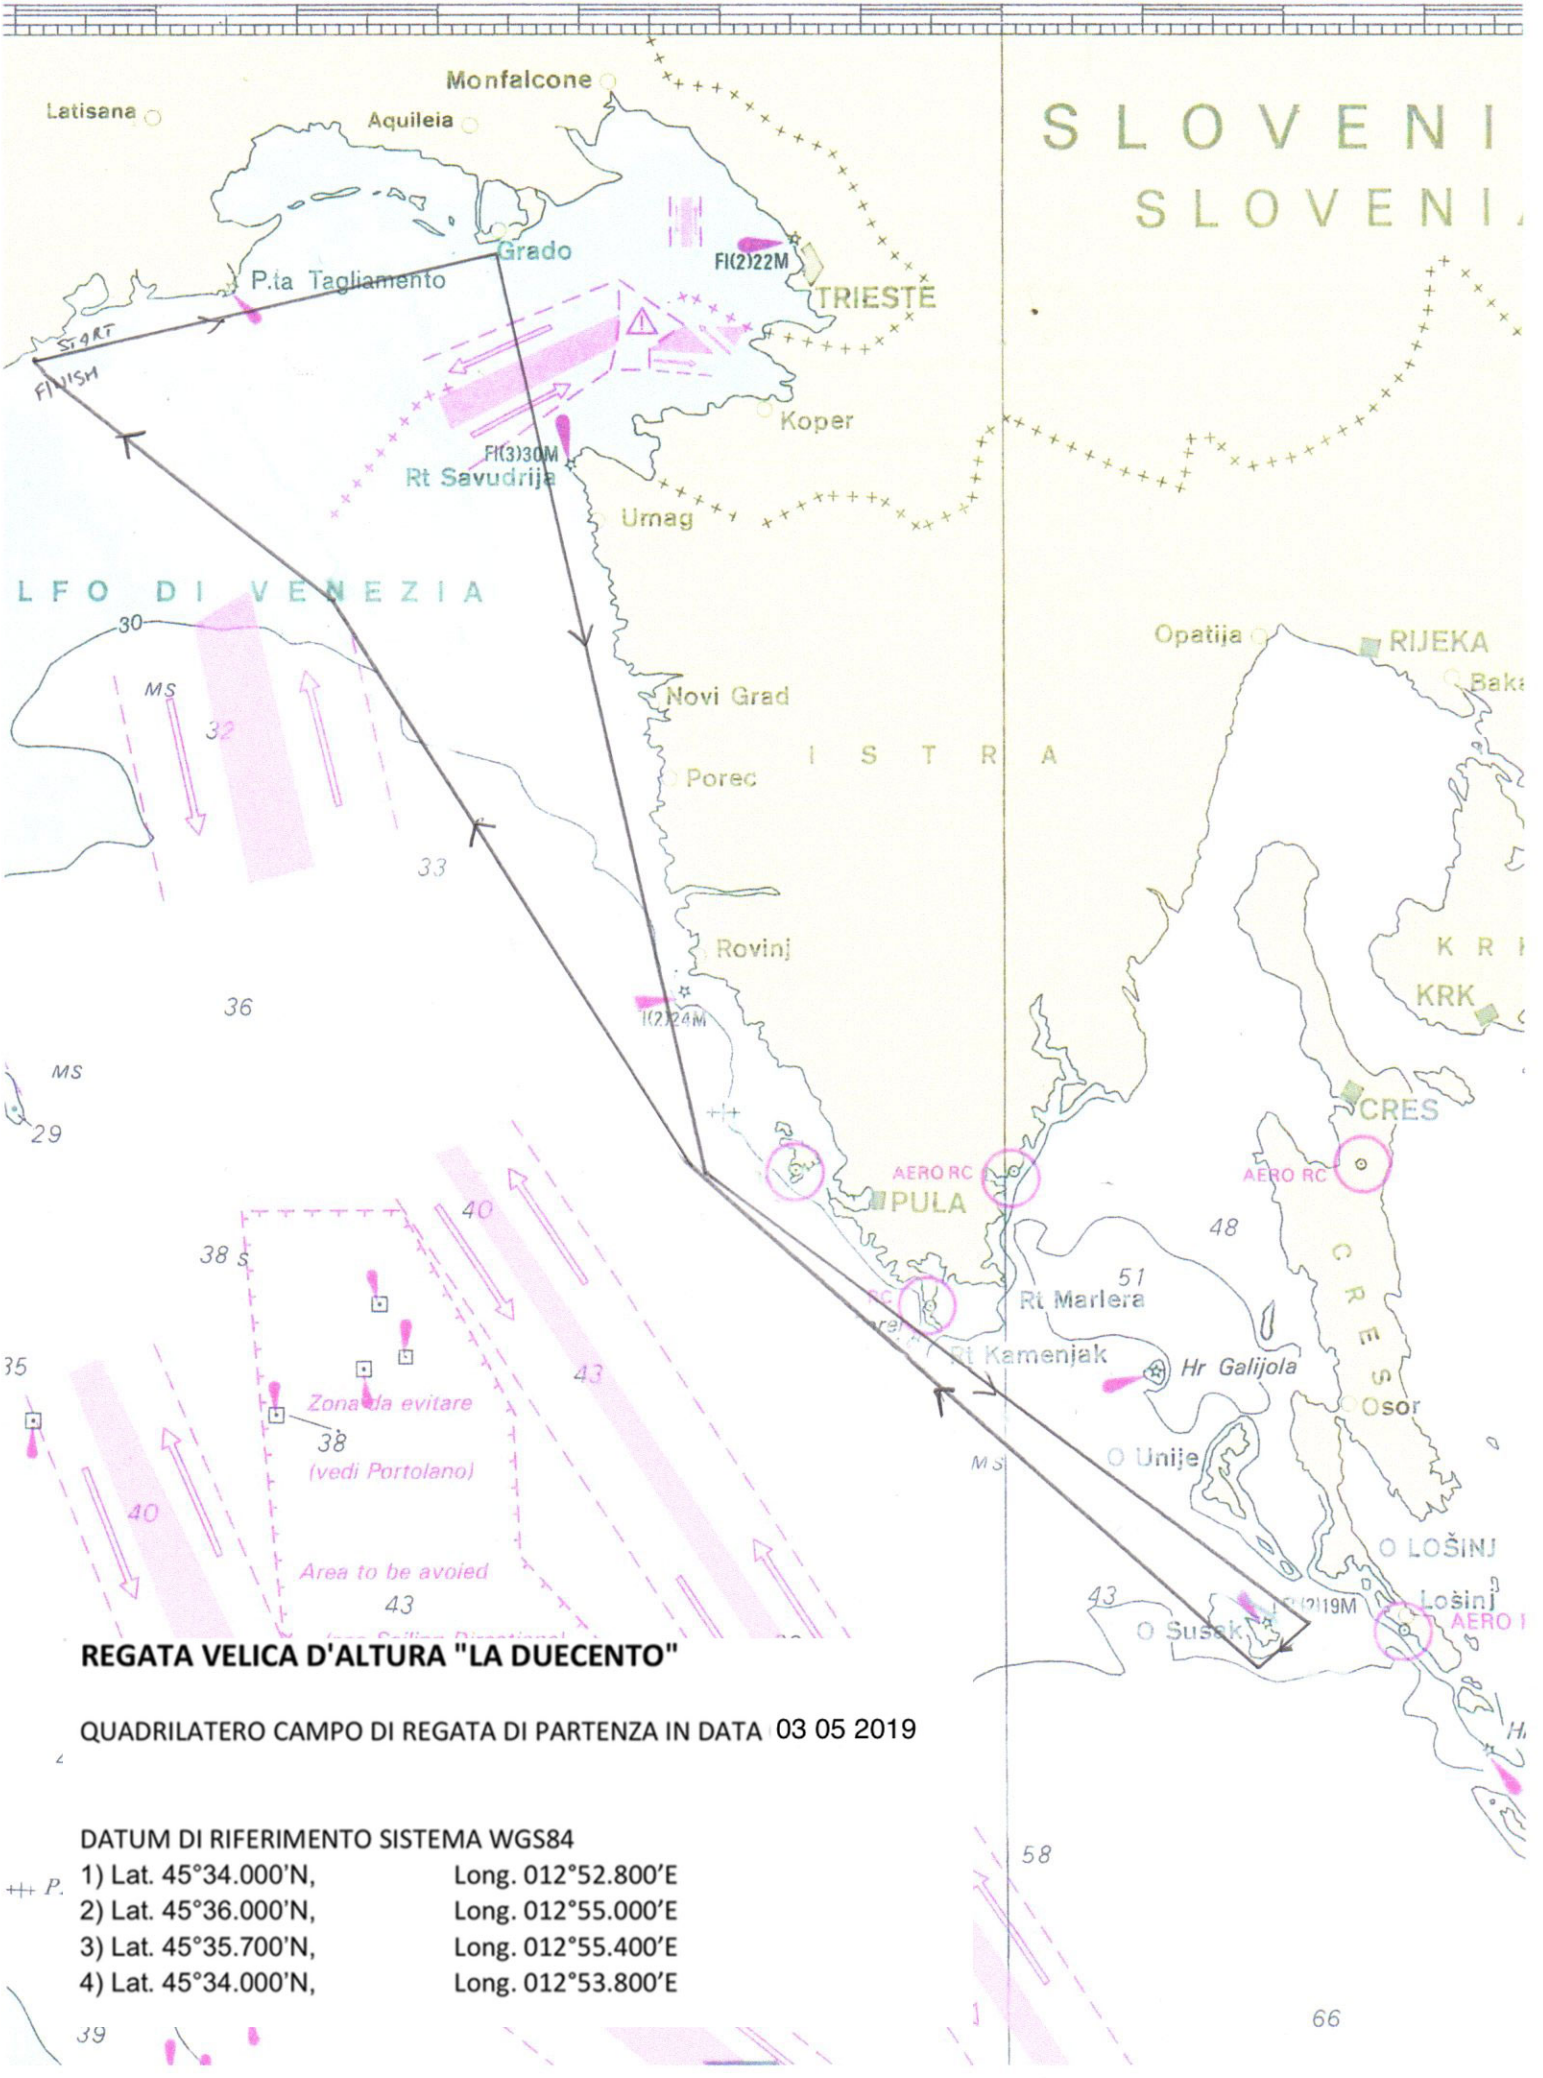 Monfalcone
Latisana
Aquileia
SLOVENI
SLOVENI
Grado
Fl(2)22M
P.ta Tagliamento
TRIESTE
START
FINISH
Koper
Fl(3)30M
Rt Savudrija
Umag
LFO DI VENEZIA
30
Opatija
RIJEKA
MS
Novi Grad
32
ISTRA
Porec
33
Rovinj
K R
KRK
36
(2)24M
MS
CRES
29
AERO RC
AERO RC
PULA
40
48
38 S
51
CRES
RC
Rt Marlera
Rt Kamenjak
Hr Galijola
35
43
Zona da evitare
Osor
38
MS
O Unije
(vedi Portolano)
40
O LOŠINJ
Area to be avoied
43
43
(2)19M
Lošinj
AERO
O Susak
REGATA VELICA D'ALTURA "LA DUECENTO"
QUADRILATERO CAMPO DI REGATA DI PARTENZA IN DATA 03 05 2019
DATUM DI RIFERIMENTO SISTEMA WGS84
58
1) Lat. 45°34.000'N, Long. 012°52.800'E
2) Lat. 45°36.000'N, Long. 012°55.000'E
3) Lat. 45°35.700'N, Long. 012°55.400'E
4) Lat. 45°34.000'N, Long. 012°53.800'E
66
39